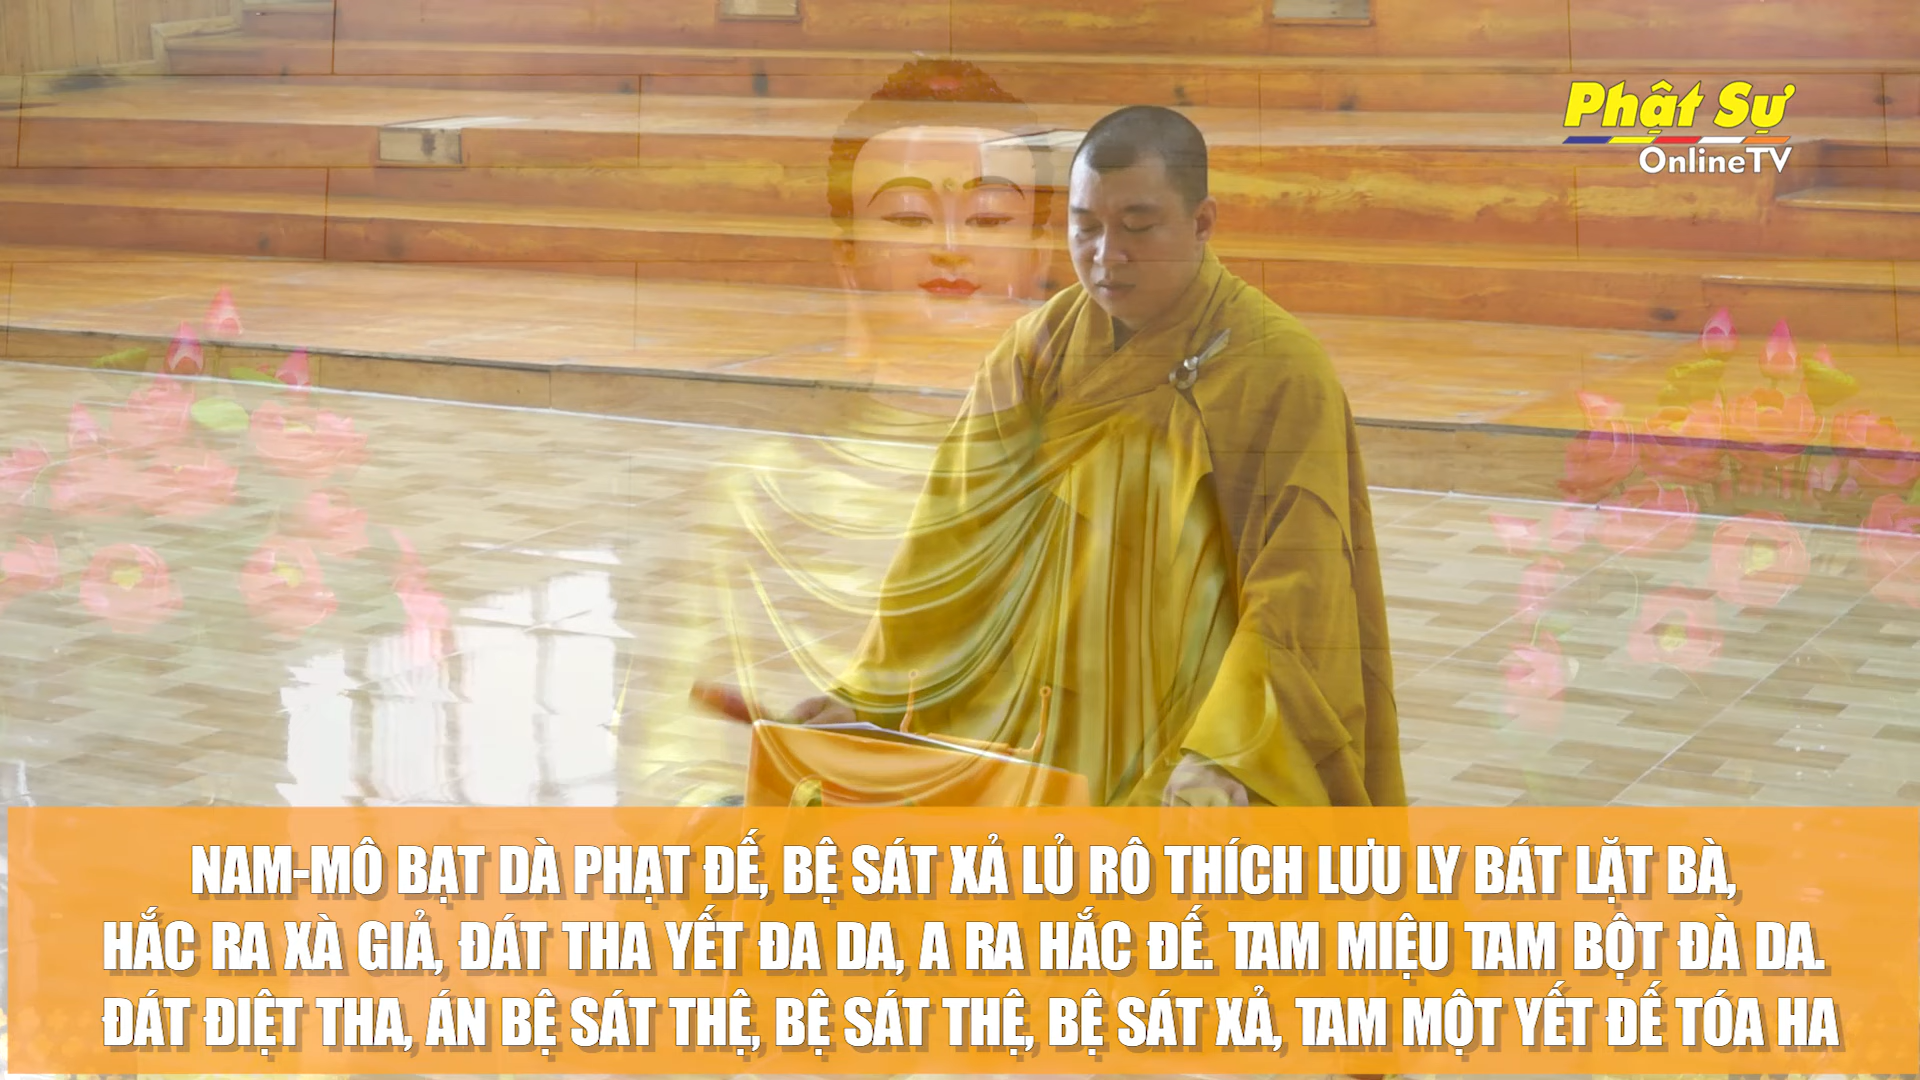 Phật Sự
OnlineTV
NAM-MÔ BẠT DÀ PHẠT ĐẾ, BỆ SÁT XẢ LỦ RÔ THÍCH LƯU LY BÁT LẶT BÀ,
HẮC RA XÀ GIẢ, ĐÁT THA YẾT ĐA DA, A RA HẮC ĐẾ. TAM MIỆU TAM BỘT ĐÀ DA.
ĐÁT ĐIỆT THA, ÁN BỆ SÁT THỆ, BỆ SÁT THỆ, BỆ SÁT XẢ, TAM MỘT YẾT ĐẾ TÓA HA